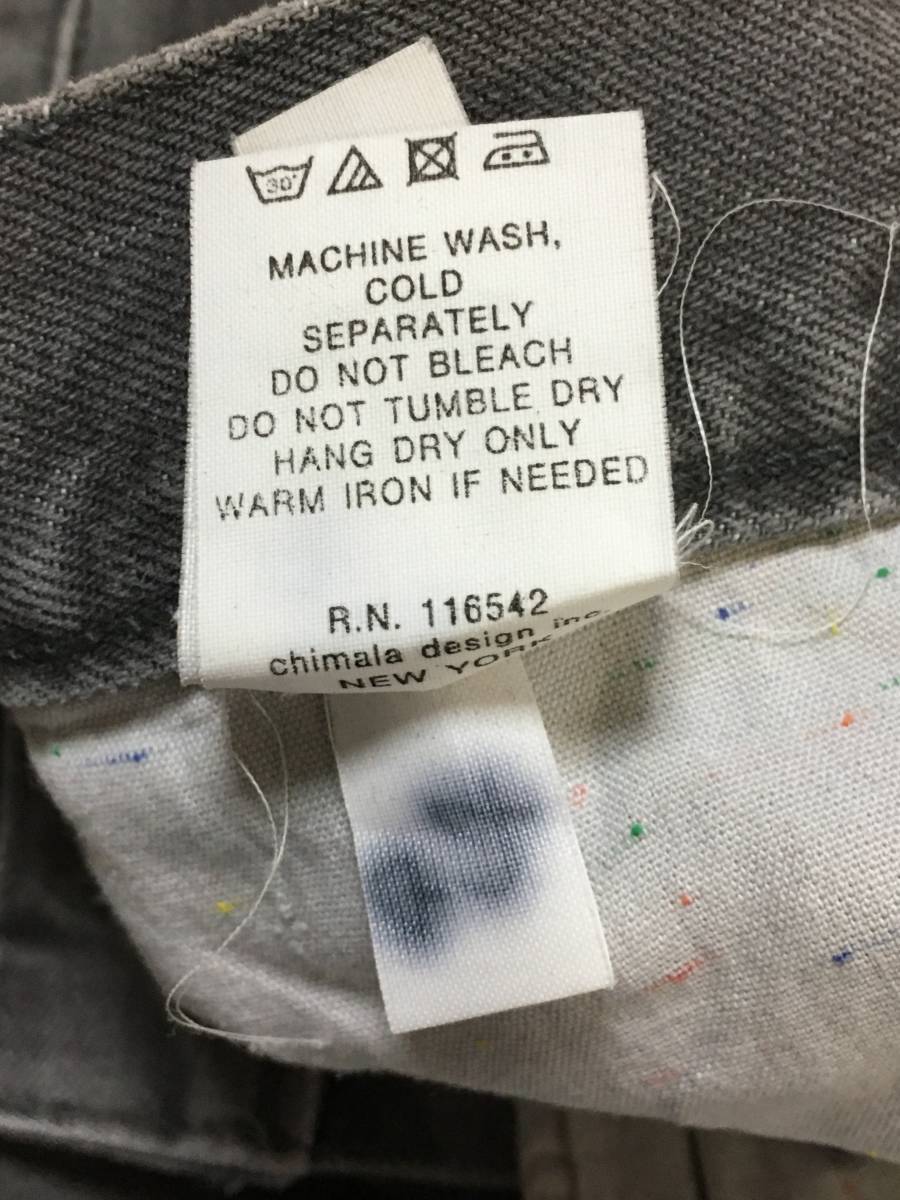 30°
MACHINE WASH,
COLD
SEPARATELY
DO NOT BLEACH
DO NOT TUMBLE DRY
HANG DRY ONLY
WARM IRON IF NEEDED
R.N. 116542
chimala design inc.
NEW YORK